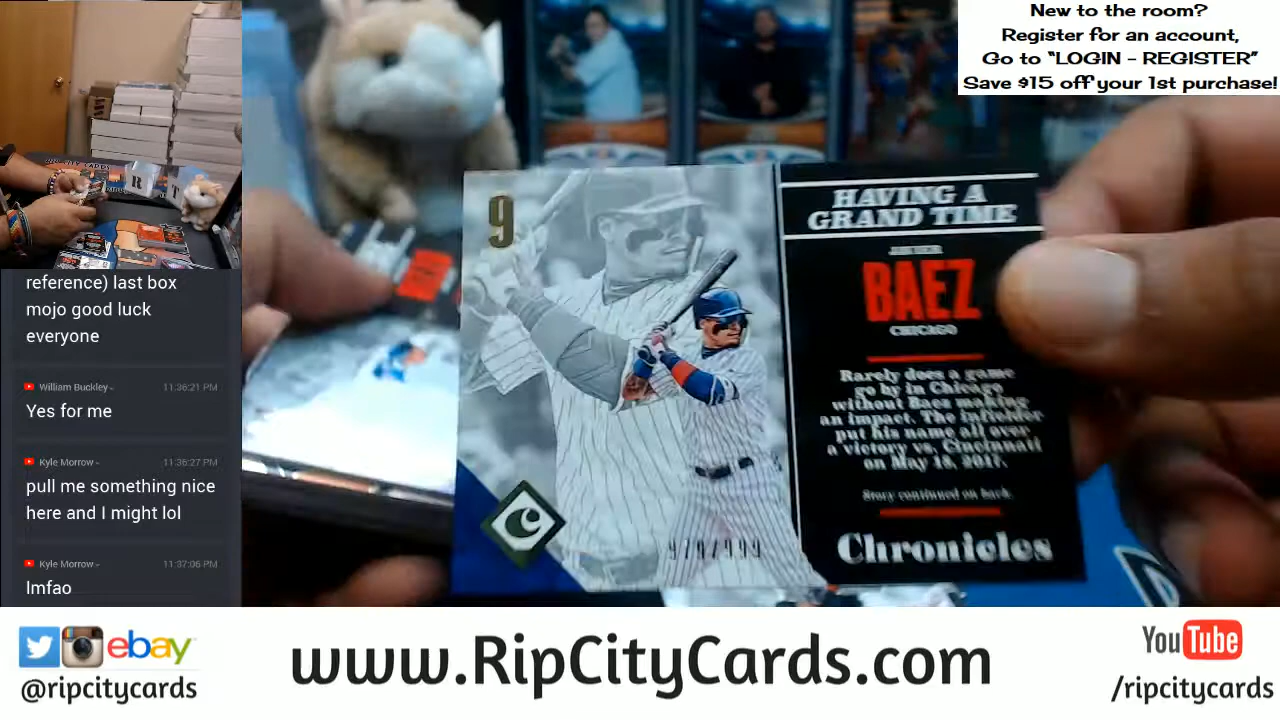 New to the room?
Register for an account,
Go to "LOGIN - REGISTER"
Save $15 off your 1st purchase!
R T
reference) last box
mojo good luck
everyone
William Buckley
11:36:21 PM
Yes for me
Kyle Morrow
11:36:27 PM
pull me something nice
here and I might lol
Kyle Morrow
11:37:06 PM
lmfao
9
HAVING A
GRAND TIME
JAVIER
BAEZ
CHICAGO
Rarely does a game
go by in Chicago
without Baez making
an impact. The infielder
put his name all over
a victory vs. Cincinnati
on May 18, 2017.
Story continued on back.
Chronicles
ebay
@ripcitycards
www.RipCityCards.com
YouTube
/ripcitycards